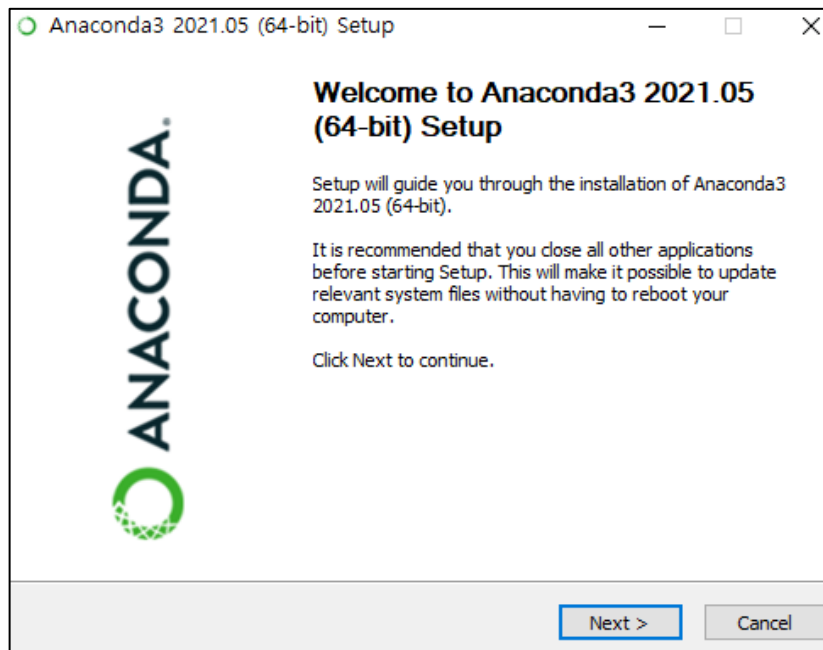 Anaconda3 2021.05 (64-bit) Setup
Welcome to Anaconda3 2021.05
(64-bit) Setup
Setup will guide you through the installation of Anaconda3
2021.05 (64-bit).
It is recommended that you close all other applications
before starting Setup. This will make it possible to update
relevant system files without having to reboot your
computer.
Click Next to continue.
ANACONDA.
Next >
Cancel